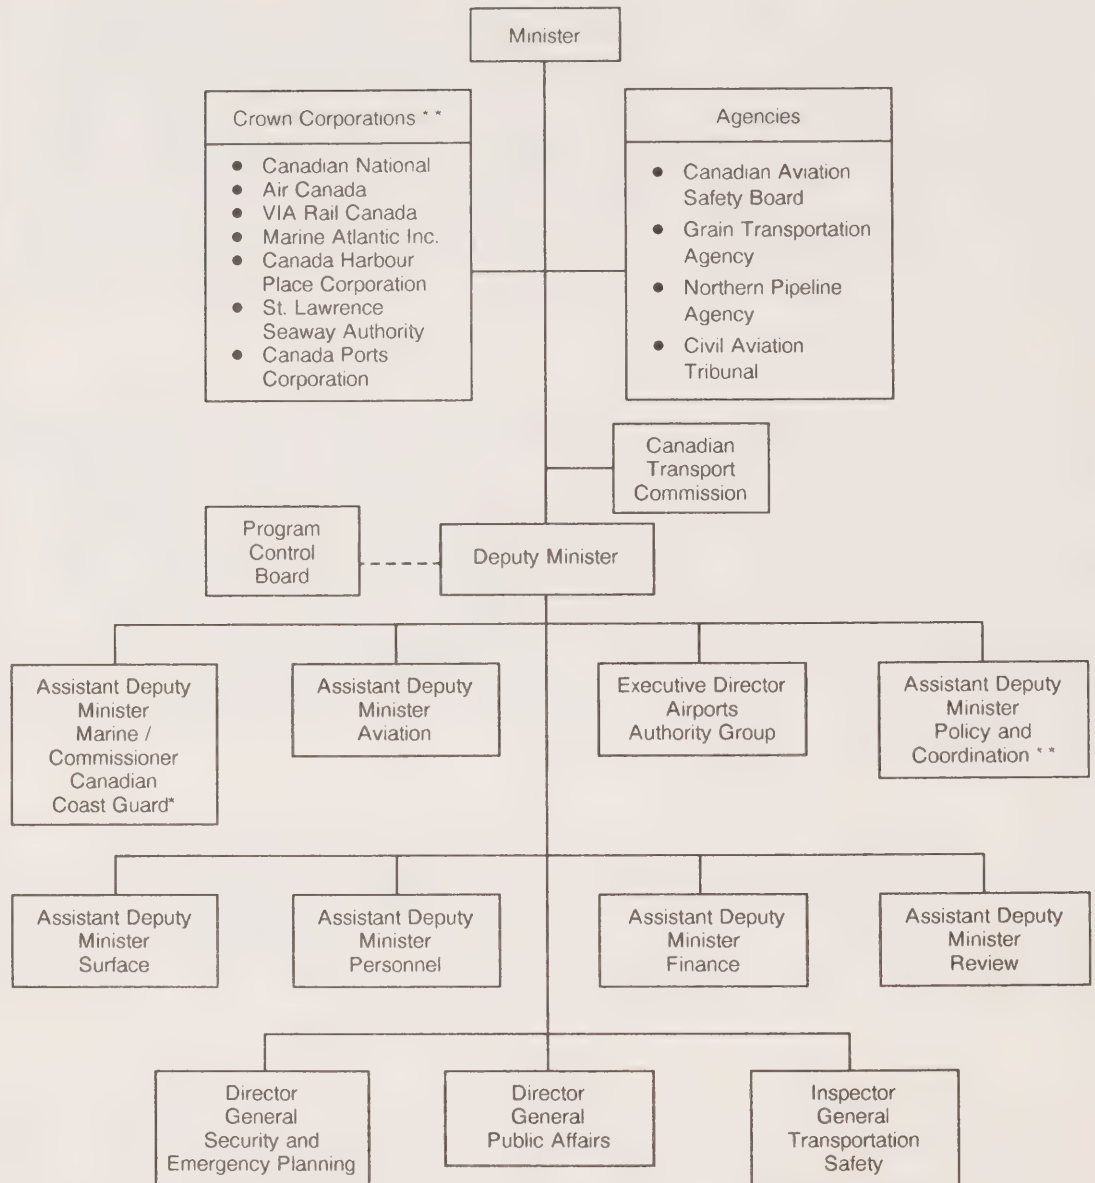 Minister
Crown Corporations **
● Canadian National
● Air Canada
● VIA Rail Canada
● Marine Atlantic Inc.
● Canada Harbour
Place Corporation
● St. Lawrence
Seaway Authority
● Canada Ports
Corporation
Agencies
● Canadian Aviation
Safety Board
● Grain Transportation
Agency
● Northern Pipeline
Agency
● Civil Aviation
Tribunal
Canadian
Transport
Commission
Program
Control
Board
Deputy Minister
Assistant Deputy
Minister
Marine /
Commissioner
Canadian
Coast Guard*
Assistant Deputy
Minister
Aviation
Executive Director
Airports
Authority Group
Assistant Deputy
Minister
Policy and
Coordination **
Assistant Deputy
Minister
Surface
Assistant Deputy
Minister
Personnel
Assistant Deputy
Minister
Finance
Assistant Deputy
Minister
Review
Director
General
Security and
Emergency Planning
Director
General
Public Affairs
Inspector
General
Transportation
Safety